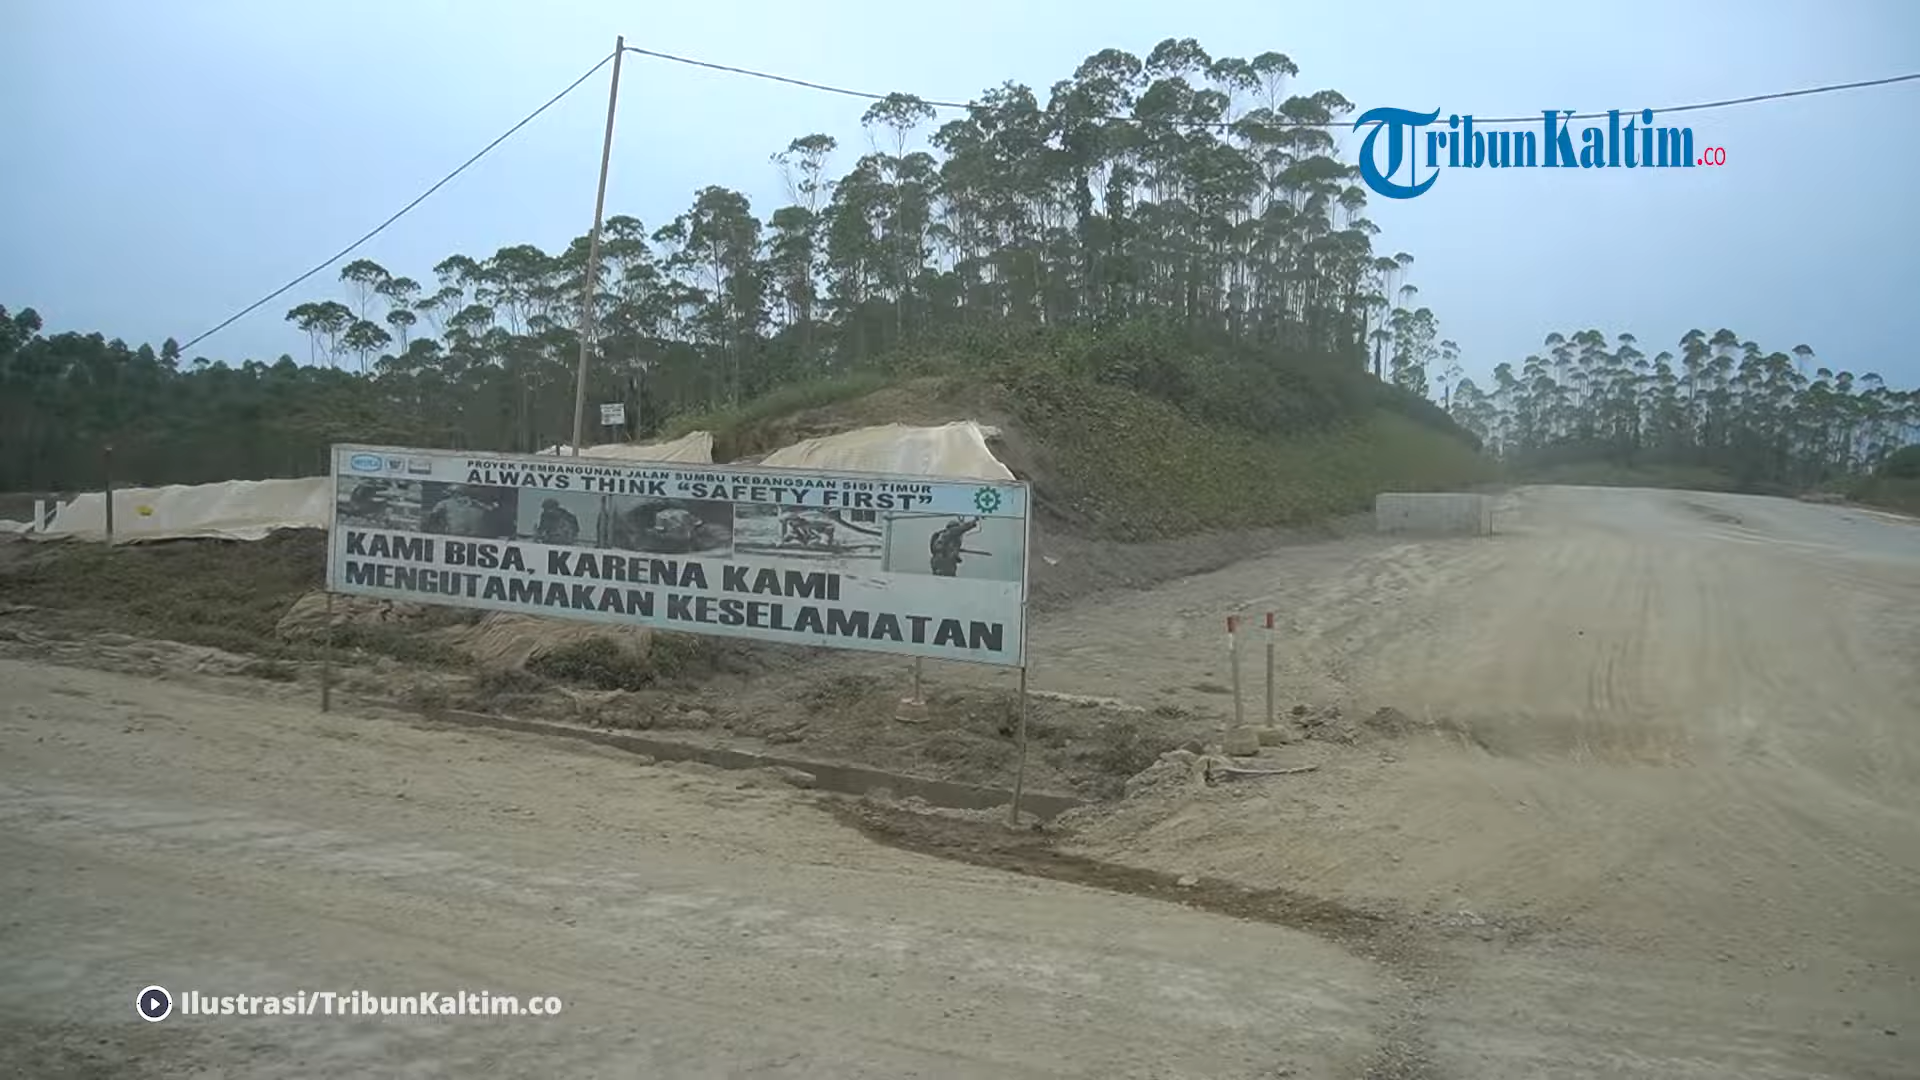 TribunKaltim.co
PROYEK PEMBANGUNAN JALAN SUMBU KEBANGSAAN SISI TIMUR
ALWAYS THINK "SAFETY FIRST"
KAMI BISA, KARENA KAMI
MENGUTAMAKAN KESELAMATAN
Ilustrasi/TribunKaltim.co